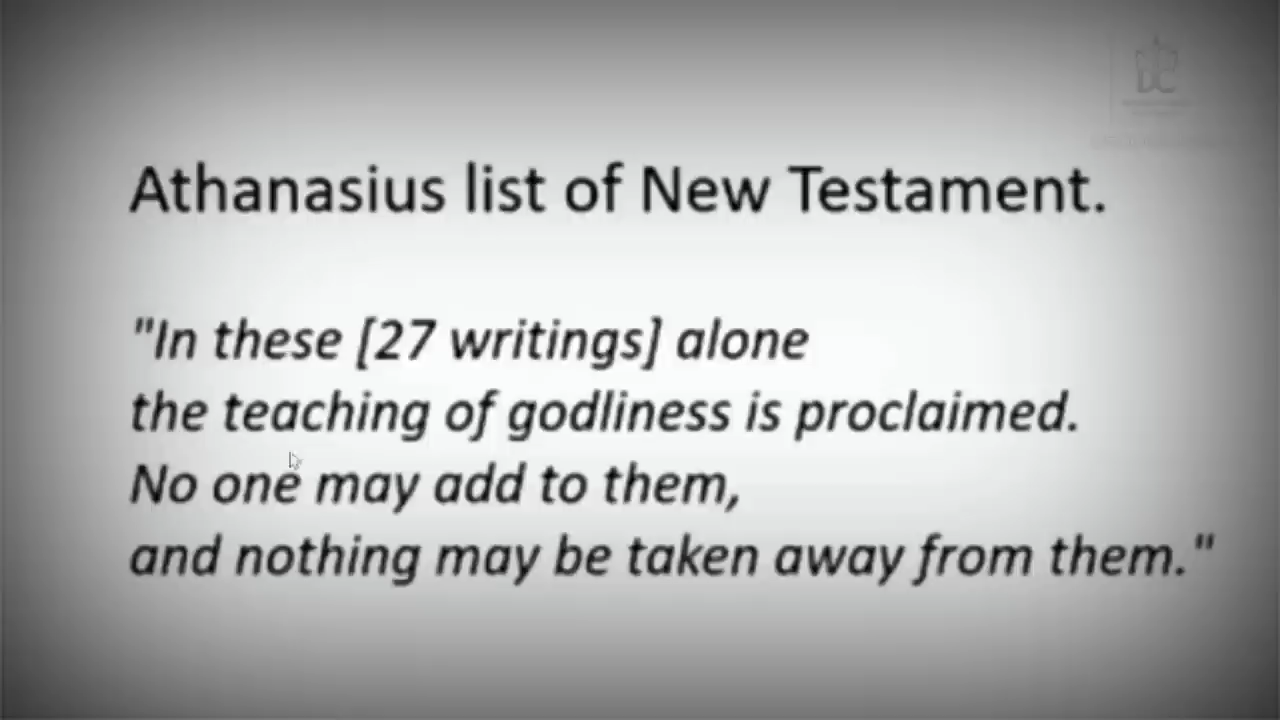 Athanasius list of New Testament.
"In these [27 writings] alone
the teaching of godliness is proclaimed.
No one may add to them,
and nothing may be taken away from them."